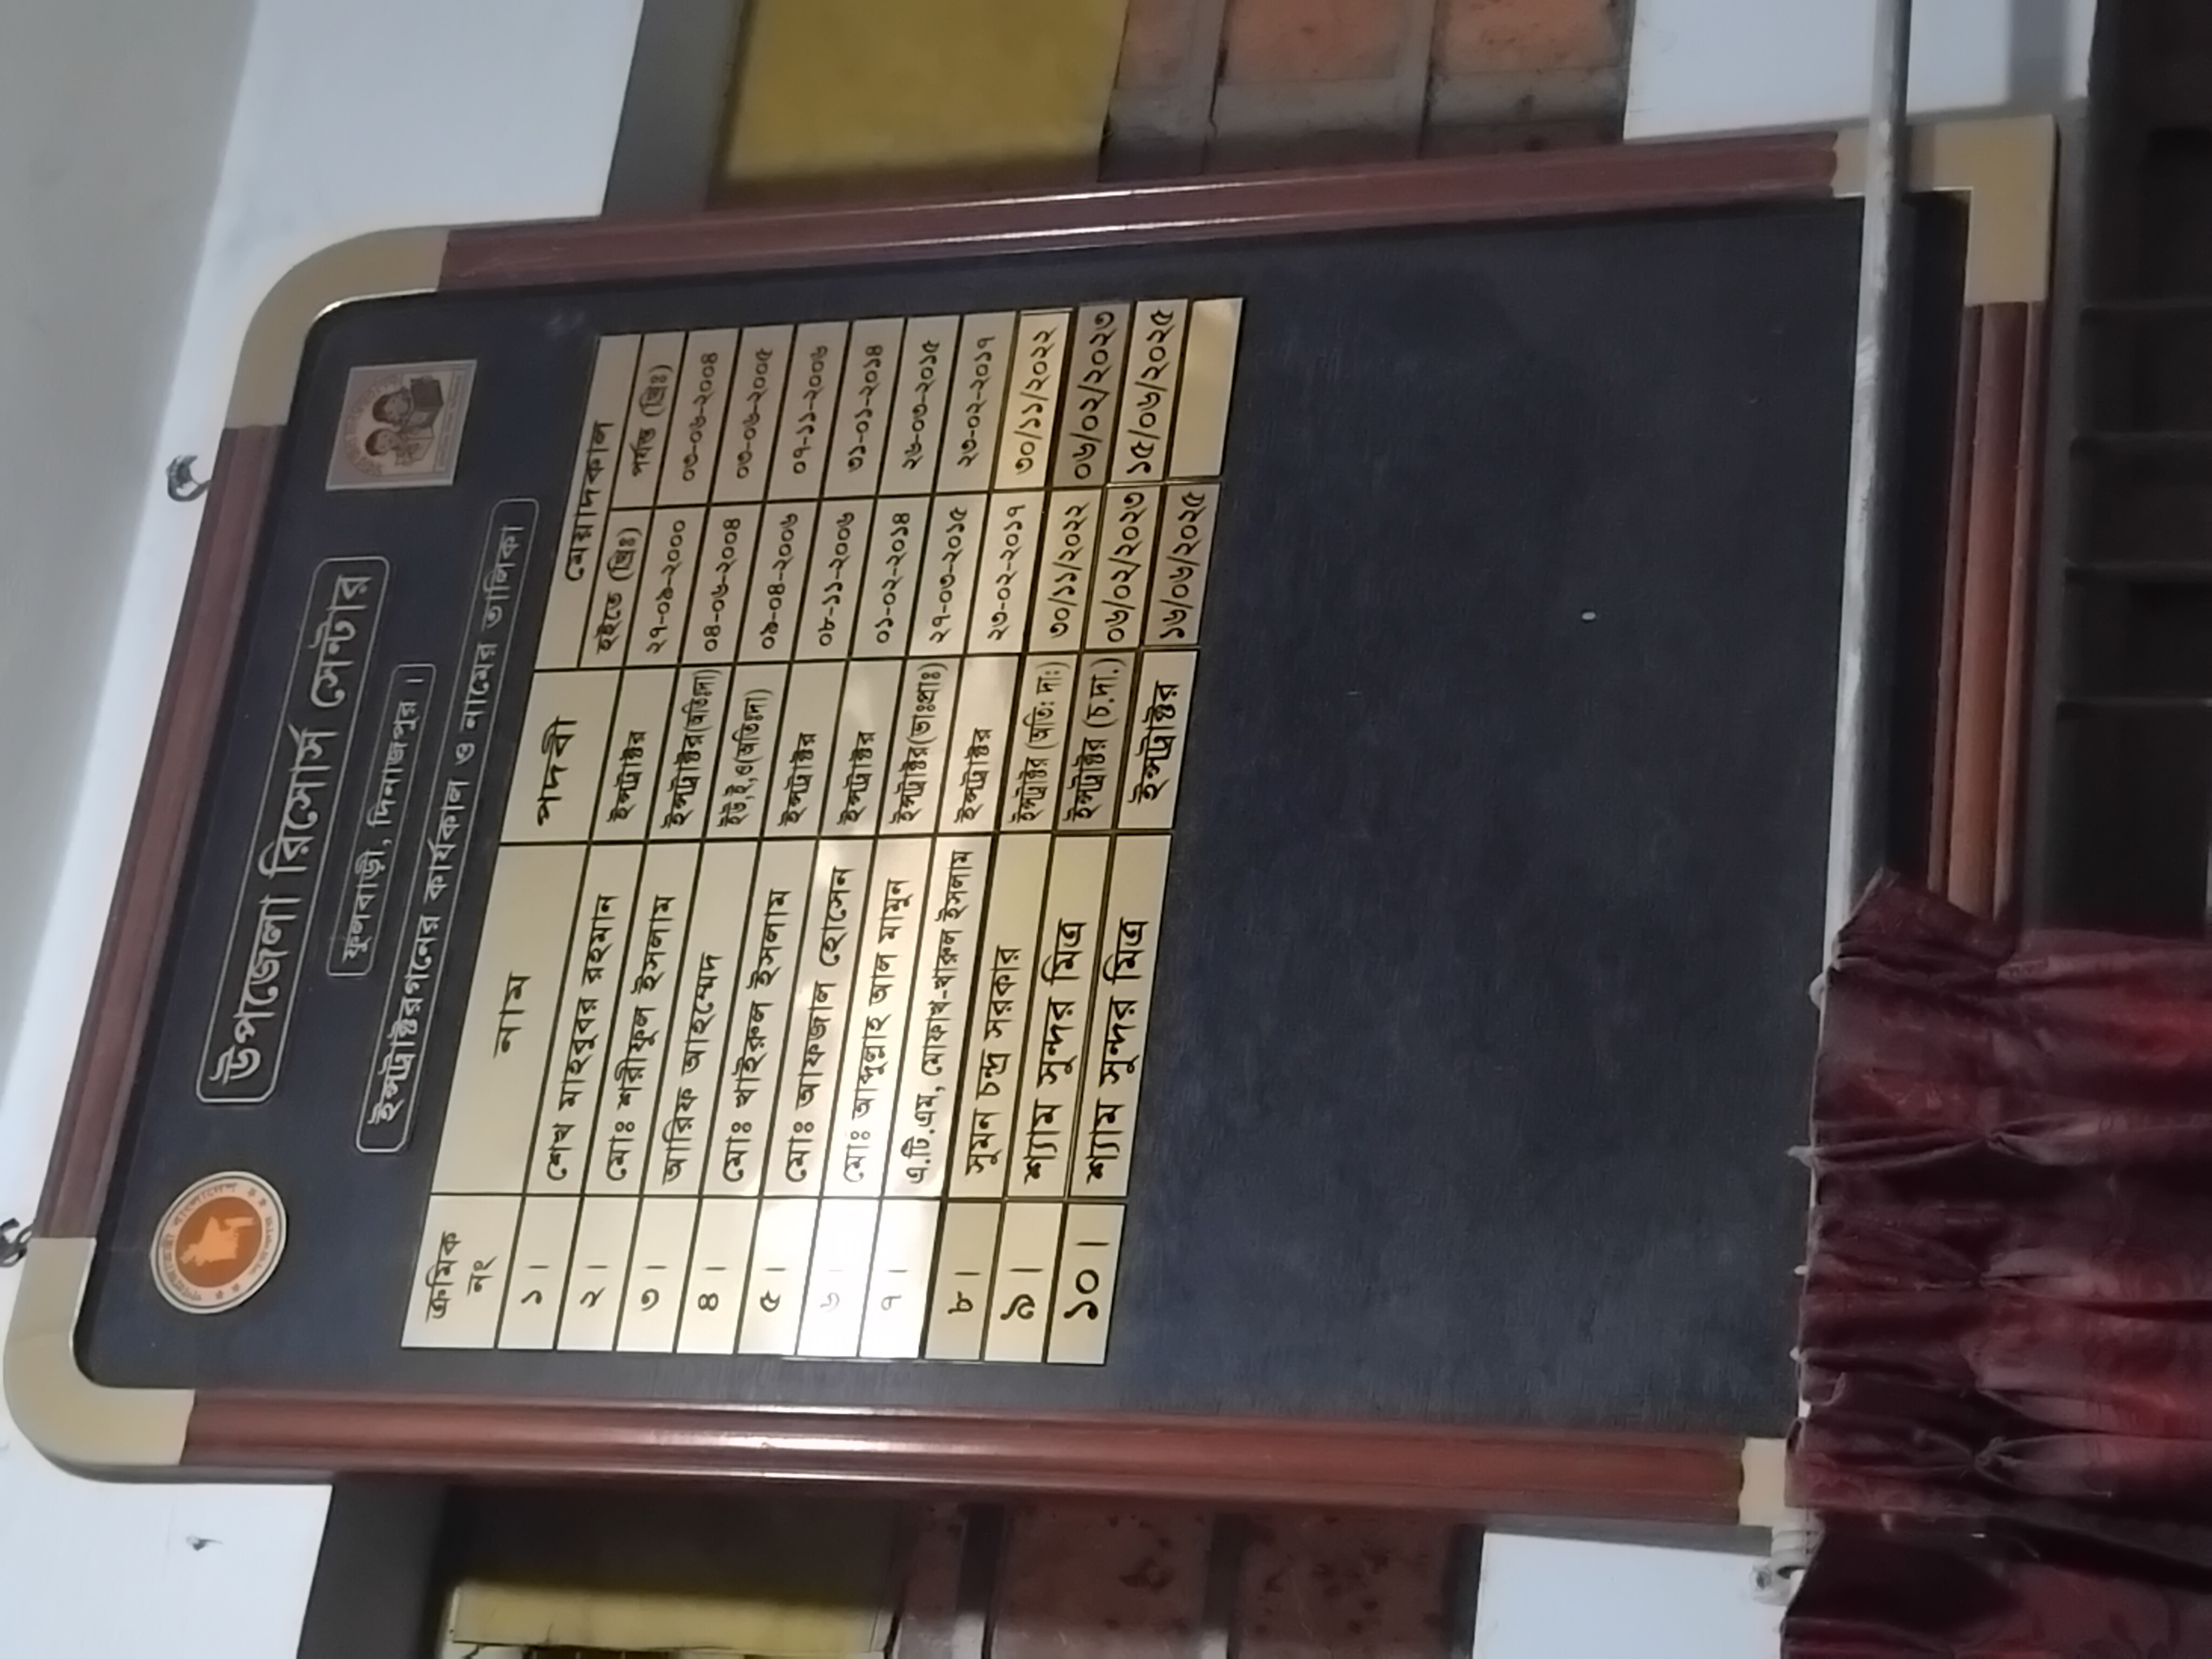 উপজেলা রিসোর্স সেন্টার
ফুলবাড়ী, দিনাজপুর।
ইন্সট্রাক্টরগনের কার্যকাল ও নামের তালিকা
ক্রমিক নং নাম পদবী মেয়াদকাল
হইতে (খ্রিঃ) পর্যন্ত (খ্রিঃ)
১। শেখ মাহবুবর রহমান ইন্সট্রাক্টর ২৭-০৯-২০০০ ০৩-০৬-২০০৪
২। মোঃ শরীফুল ইসলাম ইন্সট্রাক্টর(অতিঃদা) ০৪-০৬-২০০৪ ০৩-০৬-২০০৫
৩। আরিফ আহম্মেদ ইউ,ই,ও(অতিঃদা) ০৯-০৪-২০০৬ ০৭-১১-২০০৬
৪। মোঃ খাইরুল ইসলাম ইন্সট্রাক্টর ০৮-১১-২০০৬ ৩১-০১-২০১৪
৫। মোঃ আফজাল হোসেন ইন্সট্রাক্টর ০১-০২-২০১৪ ২৬-০৩-২০১৫
৬। মোঃ আব্দুল্লাহ আল মামুন ইন্সট্রাক্টর(ভাঃপ্রাঃ) ২৭-০৩-২০১৫ ২৩-০২-২০১৭
৭। এ.টি.এম, মোফাখ-খারুল ইসলাম ইন্সট্রাক্টর ২৩-০২-২০১৭ ৩০/১১/২০২২
৮। সুমন চন্দ্র সরকার ইন্সট্রাক্টর (অতি: দা:) ৩০/১১/২০২২ ০৬/০২/২০২৩
৯। শ্যাম সুন্দর মিত্র ইন্সট্রাক্টর (চ.দা.) ০৬/০২/২০২৩ ১৫/০৬/২০২৫
১০। শ্যাম সুন্দর মিত্র ইন্সট্রাক্টর ১৬/০৬/২০২৫